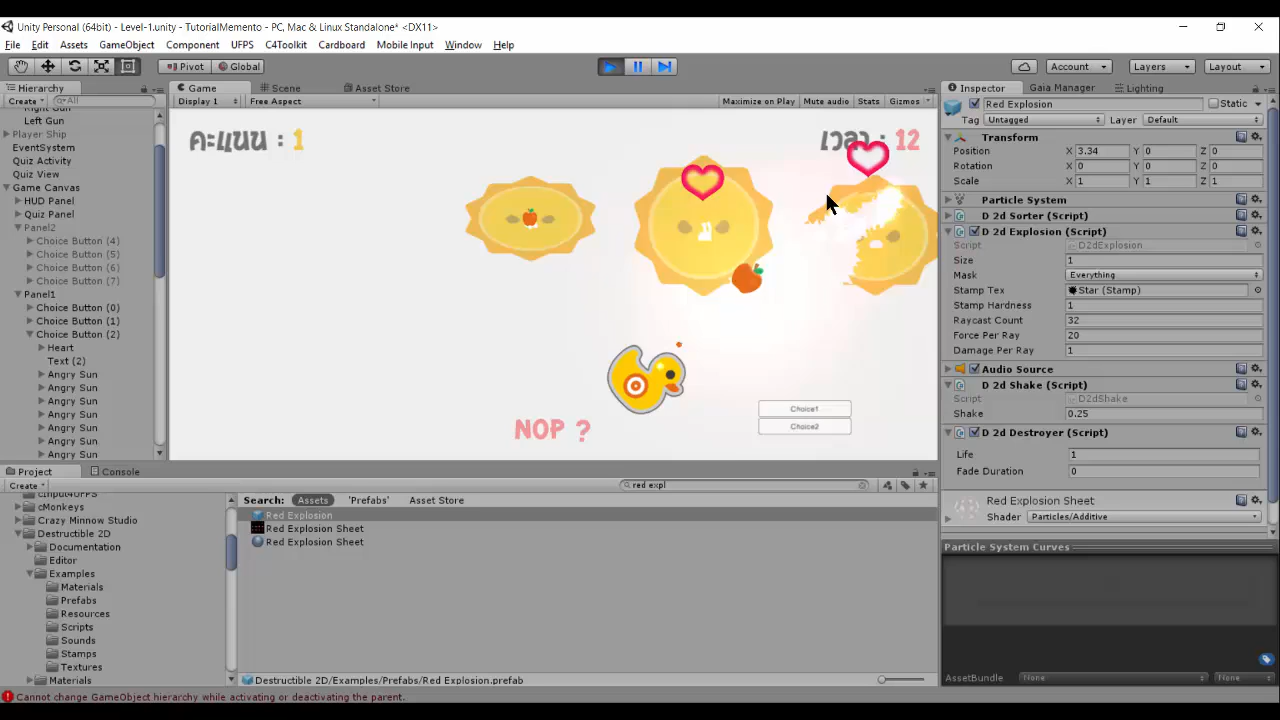 Unity Personal (64bit) - Level-1.unity - TutorialMemento - PC, Mac & Linux Standalone* <DX11>
File Edit Assets GameObject Component UFPS C4Toolkit Cardboard Mobile Input Window Help
Pivot Global Account Layers Layout
Hierarchy
Create All
Left Gun
Player Ship
EventSystem
Quiz Activity
Quiz View
Game Canvas
HUD Panel
Quiz Panel
Panel2
Choice Button (4)
Choice Button (5)
Choice Button (6)
Choice Button (7)
Panel1
Choice Button (0)
Choice Button (1)
Choice Button (2)
Heart
Text (2)
Angry Sun
Angry Sun
Angry Sun
Angry Sun
Angry Sun
Angry Sun
Angry Sun
Game Scene Asset Store
Display 1 Free Aspect Maximize on Play Mute audio Stats Gizmos
คะแนน : 1
เวลา : 12
NOP ?
Choice1
Choice2
Inspector Gaia Manager Lighting
Red Explosion Static
Tag Untagged Layer Default
Transform
Position X 3.34 Y 0 Z 0
Rotation X 0 Y 0 Z 0
Scale X 1 Y 1 Z 1
Particle System
D 2d Sorter (Script)
D 2d Explosion (Script)
Script D2dExplosion
Size 1
Mask Everything
Stamp Tex Star (Stamp)
Stamp Hardness 1
Raycast Count 32
Force Per Ray 20
Damage Per Ray 1
Audio Source
D 2d Shake (Script)
Script D2dShake
Shake 0.25
D 2d Destroyer (Script)
Life 1
Fade Duration 0
Red Explosion Sheet
Shader Particles/Additive
Particle System Curves
AssetBundle None None
Project Console
Create red expl
cMonkeys
Crazy Minnow Studio
Destructible 2D
Documentation
Editor
Examples
Materials
Prefabs
Resources
Scripts
Sounds
Stamps
Textures
Materials
Search: Assets 'Prefabs' Asset Store
Red Explosion
Red Explosion Sheet
Red Explosion Sheet
Destructible 2D/Examples/Prefabs/Red Explosion.prefab
Cannot change GameObject hierarchy while activating or deactivating the parent.